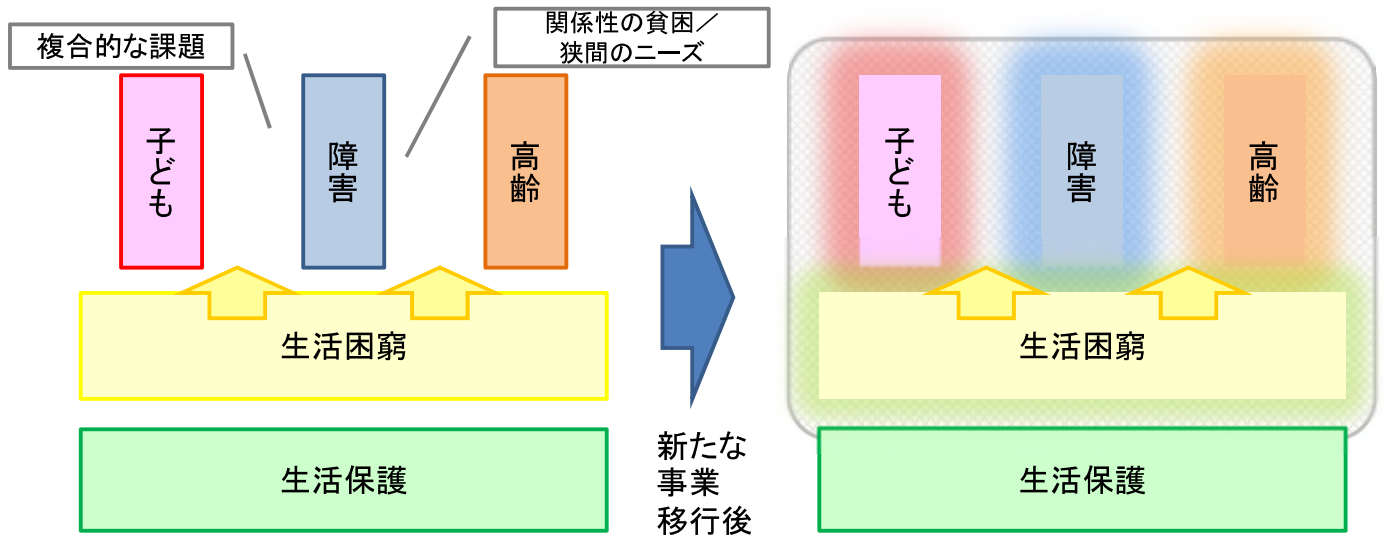 複合的な課題
関係性の貧困／
狭間のニーズ
子ども
障害
高齢
生活困窮
生活保護
新たな
事業
移行後
子ども
障害
高齢
生活困窮
生活保護